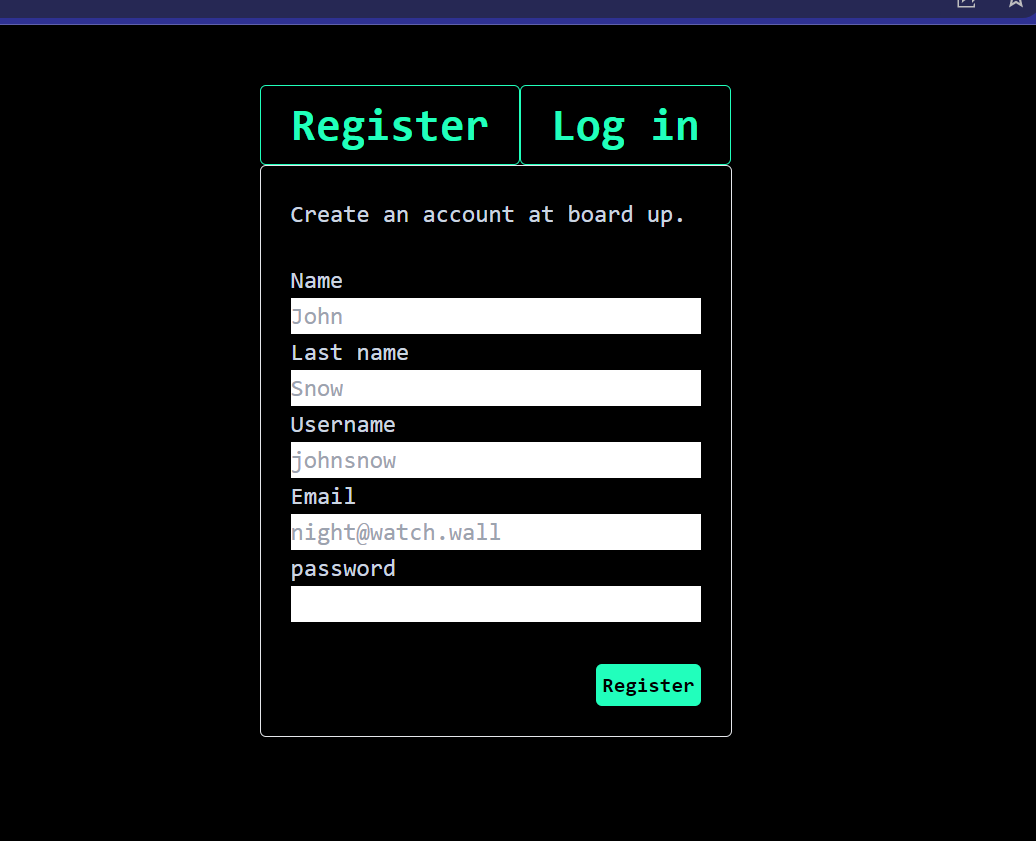 Register Log in
Create an account at board up.
Name
John
Last name
Snow
Username
johnsnow
Email
night@watch.wall
password
Register